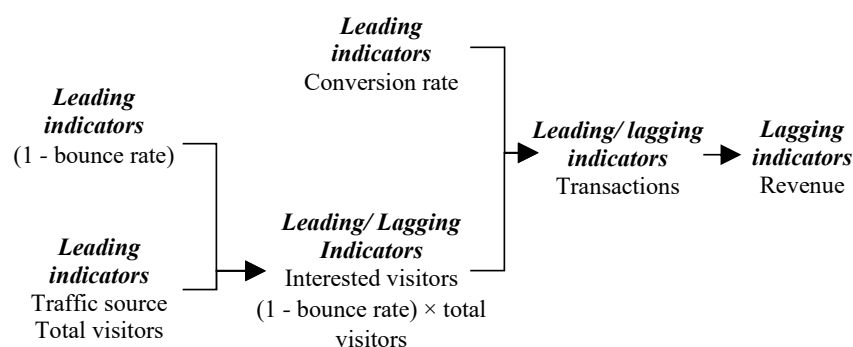 Leading
indicators
Conversion rate
Leading
indicators
(1 - bounce rate)
Leading/ lagging
indicators
Transactions
Lagging
indicators
Revenue
Leading
indicators
Traffic source
Total visitors
Leading/ Lagging
Indicators
Interested visitors
(1 - bounce rate) × total
visitors